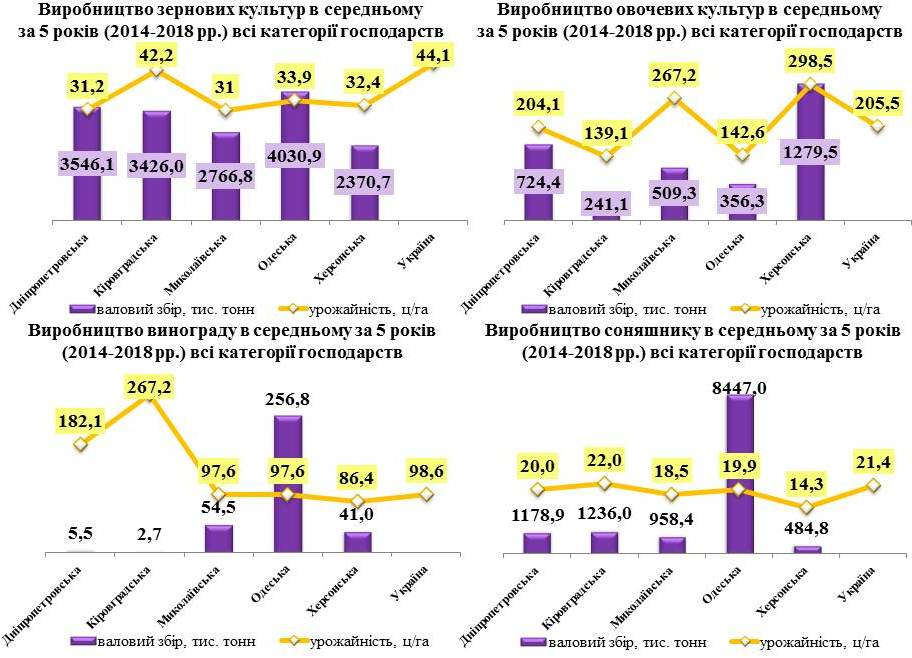 Виробництво зернових культур в середньому
за 5 років (2014-2018 рр.) всі категорії господарств
31,2
42,2
31
33,9
32,4
44,1
3546,1
3426,0
2766,8
4030,9
2370,7
Дніпропетровська
Кіровградська
Миколаївська
Одеська
Херсонська
Україна
валовий збір, тис. тонн
урожайність, ц/га
Виробництво овочевих культур в середньому
за 5 років (2014-2018 рр.) всі категорії господарств
204,1
139,1
267,2
142,6
298,5
205,5
724,4
241,1
509,3
356,3
1279,5
Дніпропетровська
Кіровградська
Миколаївська
Одеська
Херсонська
Україна
валовий збір, тис. тонн
урожайність, ц/га
Виробництво винограду в середньому за 5 років
(2014-2018 рр.) всі категорії господарств
182,1
267,2
97,6
97,6
86,4
98,6
5,5
2,7
54,5
256,8
41,0
Дніпропетровська
Кіровградська
Миколаївська
Одеська
Херсонська
Україна
валовий збір, тис. тонн
урожайність, ц/га
Виробництво соняшнику в середньому за 5 років
(2014-2018 рр.) всі категорії господарств
20,0
22,0
18,5
19,9
14,3
21,4
1178,9
1236,0
958,4
8447,0
484,8
Дніпропетровська
Кіровградська
Миколаївська
Одеська
Херсонська
Україна
валовий збір, тис. тонн
урожайність, ц/га